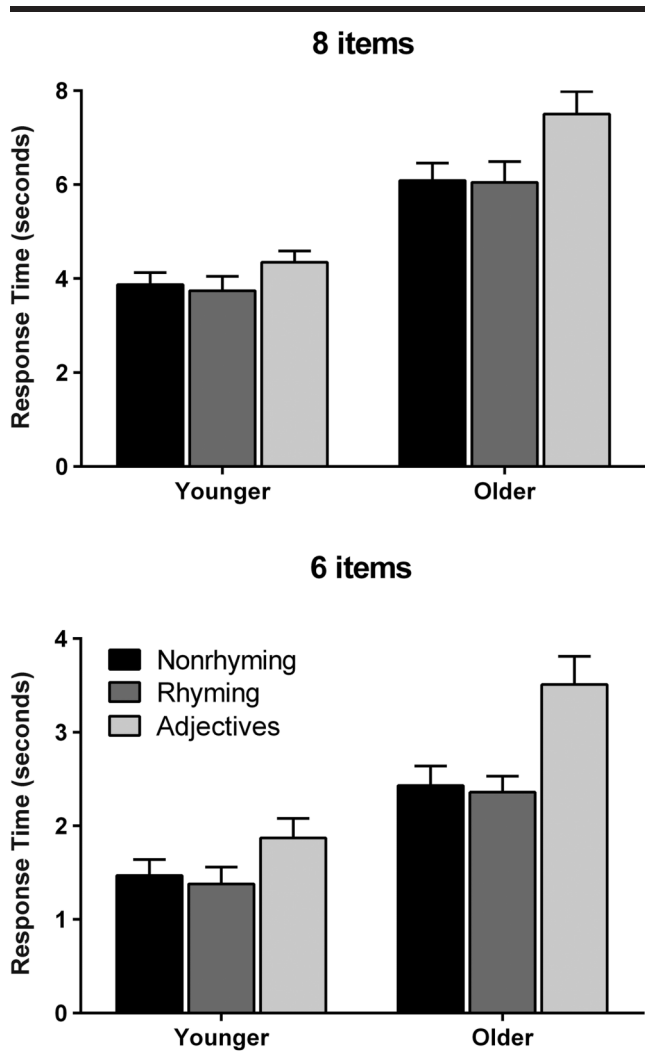 8 items
Response Time (seconds)
8
6
4
2
0
Younger Older
6 items
Response Time (seconds)
4
3
2
1
0
Nonrhyming
Rhyming
Adjectives
Younger Older